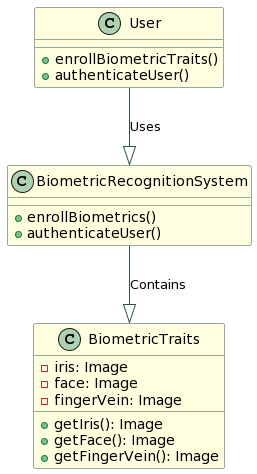 C User
enrollBiometricTraits()
authenticateUser()
Uses
C BiometricRecognitionSystem
enrollBiometrics()
authenticateUser()
Contains
C BiometricTraits
iris: Image
face: Image
fingerVein: Image
getIris(): Image
getFace(): Image
getFingerVein(): Image